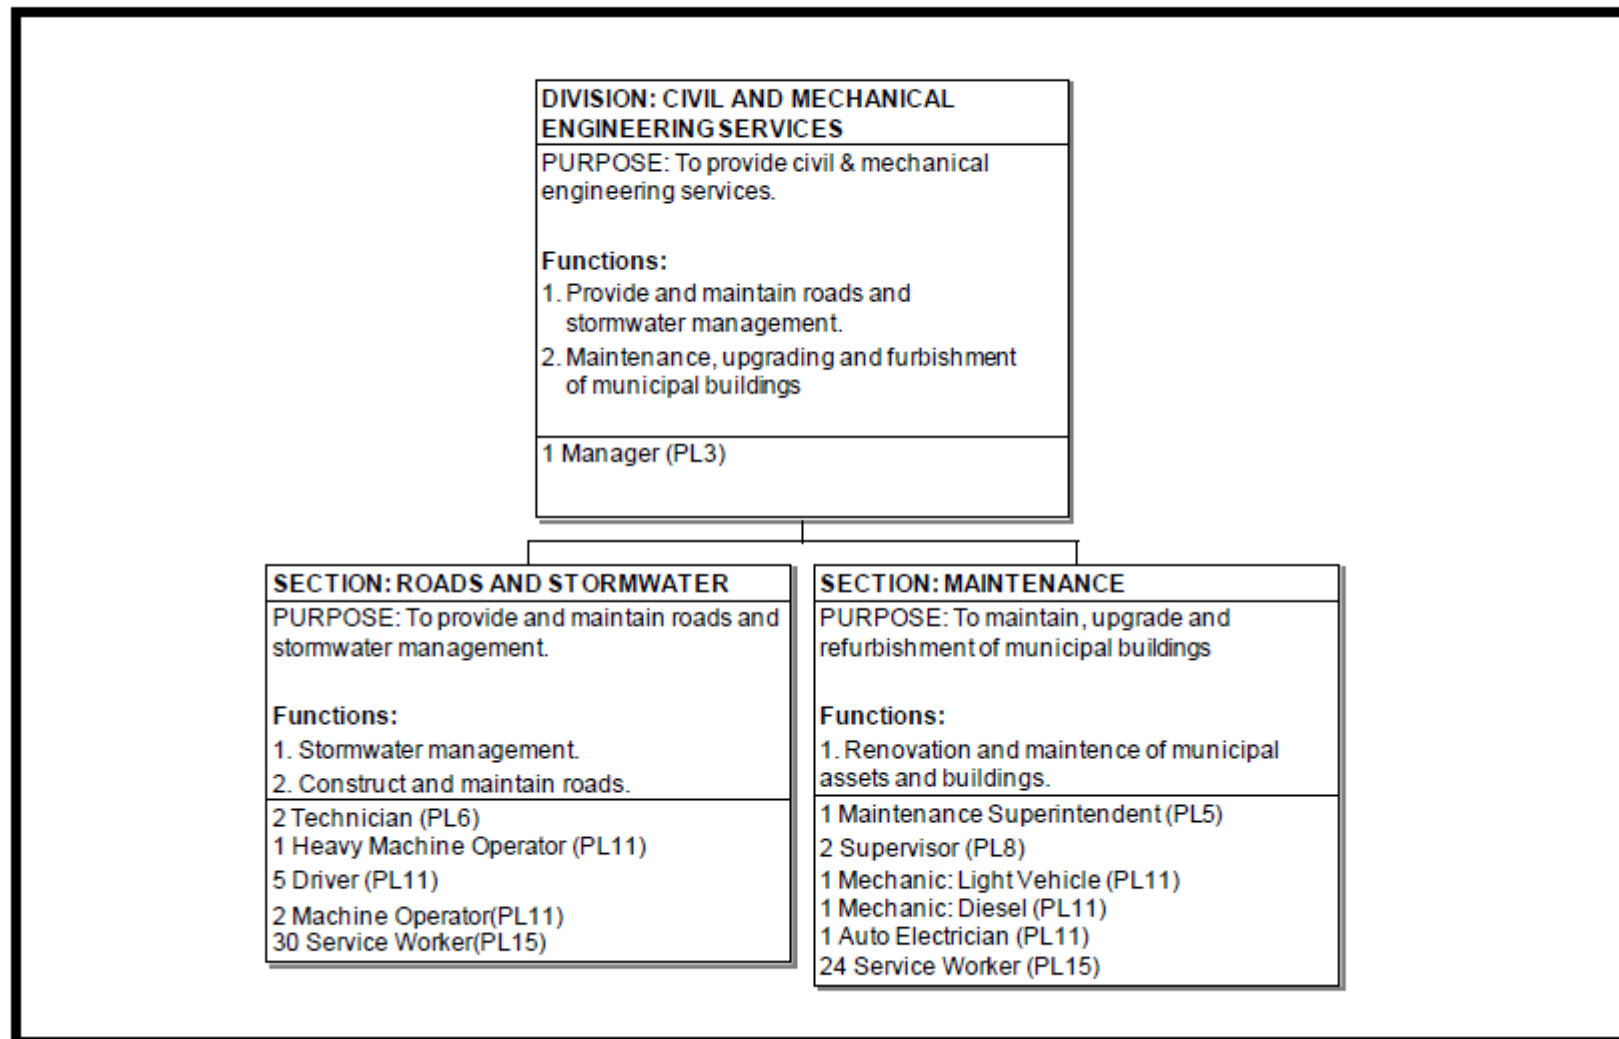 DIVISION: CIVIL AND MECHANICAL
ENGINEERING SERVICES
PURPOSE: To provide civil & mechanical
engineering services.
Functions:
1. Provide and maintain roads and
stormwater management.
2. Maintenance, upgrading and furbishment
of municipal buildings
1 Manager (PL3)
SECTION: ROADS AND STORMWATER
PURPOSE: To provide and maintain roads and
stormwater management.
Functions:
1. Stormwater management.
2. Construct and maintain roads.
2 Technician (PL6)
1 Heavy Machine Operator (PL11)
5 Driver (PL11)
2 Machine Operator(PL11)
30 Service Worker(PL15)
SECTION: MAINTENANCE
PURPOSE: To maintain, upgrade and
refurbishment of municipal buildings
Functions:
1. Renovation and maintence of municipal
assets and buildings.
1 Maintenance Superintendent (PL5)
2 Supervisor (PL8)
1 Mechanic: Light Vehicle (PL11)
1 Mechanic: Diesel (PL11)
1 Auto Electrician (PL11)
24 Service Worker (PL15)